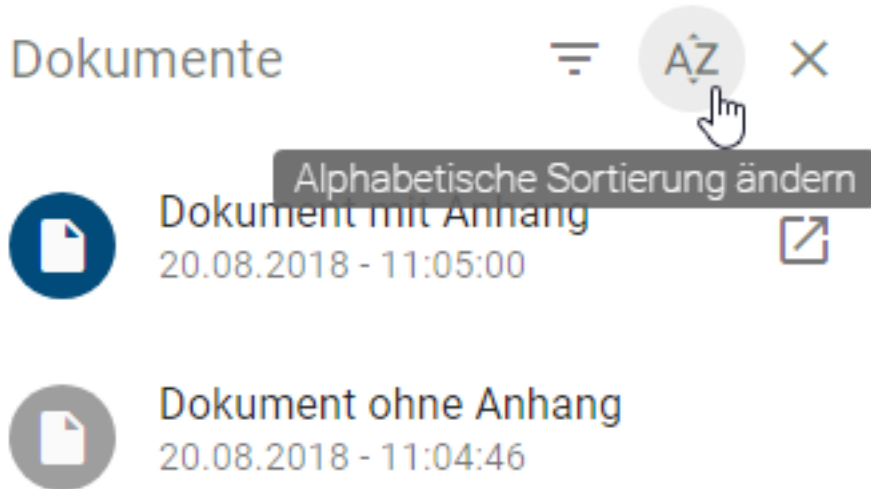 Dokumente
AZ
Alphabetische Sortierung ändern
Dokument mit Anhang
20.08.2018 - 11:05:00
Dokument ohne Anhang
20.08.2018 - 11:04:46